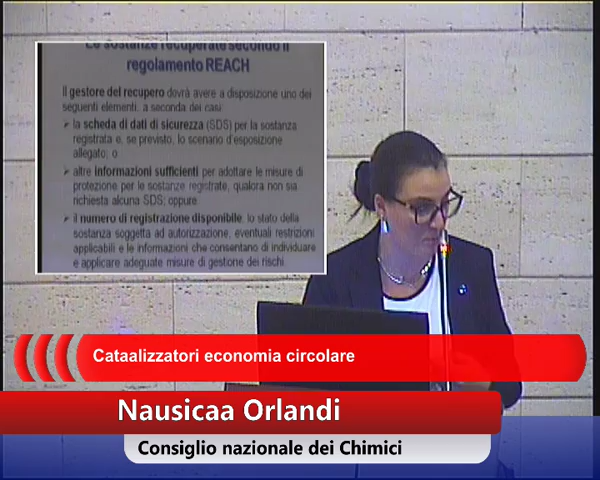 Le sostanze recuperate secondo il
regolamento REACH
Il gestore del recupero dovrà avere a disposizione uno dei
seguenti elementi, a seconda dei casi
➢ la scheda di dati di sicurezza (SDS) per la sostanza
registrata e, se previsto, lo scenario d'esposizione
allegato; o
➢ altre informazioni sufficienti per adottare le misure di
protezione per le sostanze registrate, qualora non sia
richiesta alcuna SDS; oppure
➢ il numero di registrazione disponibile, lo stato della
sostanza soggetta ad autorizzazione, eventuali restrizioni
applicabili e le informazioni che consentano di individuare
e applicare adeguate misure di gestione dei rischi.
Cataalizzatori economia circolare
Nausicaa Orlandi
Consiglio nazionale dei Chimici